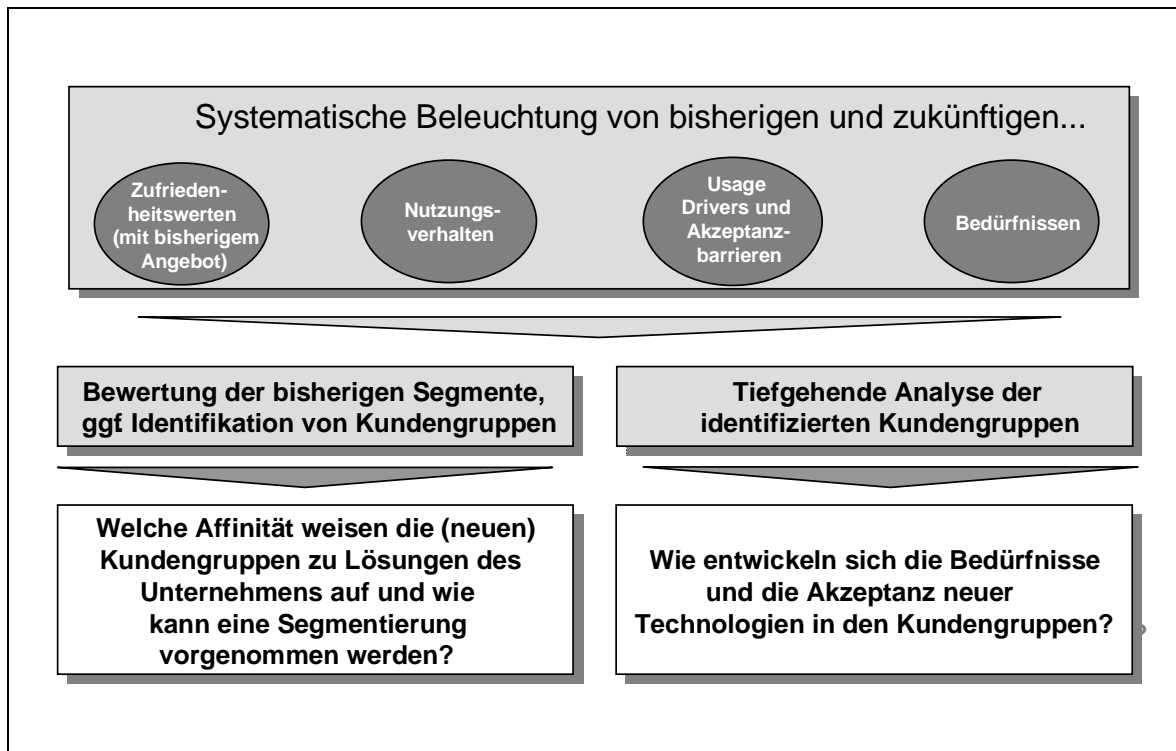 Systematische Beleuchtung von bisherigen und zukünftigen...
Zufrieden-
heitswerten
(mit bisherigem
Angebot)
Nutzungs-
verhalten
Usage
Drivers und
Akzeptanz-
barrieren
Bedürfnissen
Bewertung der bisherigen Segmente,
ggf. Identifikation von Kundengruppen
Tiefgehende Analyse der
identifizierten Kundengruppen
Welche Affinität weisen die (neuen)
Kundengruppen zu Lösungen des
Unternehmens auf und wie
kann eine Segmentierung
vorgenommen werden?
Wie entwickeln sich die Bedürfnisse
und die Akzeptanz neuer
Technologien in den Kundengruppen?